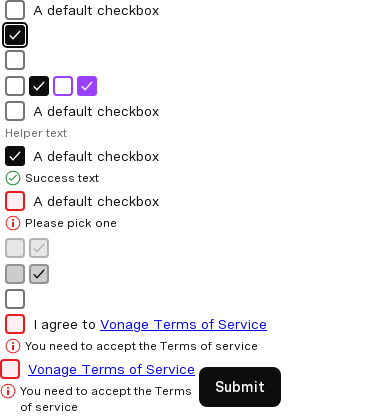 A default checkbox
A default checkbox
Helper text
A default checkbox
Success text
A default checkbox
Please pick one
I agree to Vonage Terms of Service
You need to accept the Terms of service
Vonage Terms of Service
You need to accept the Terms
of service
Submit